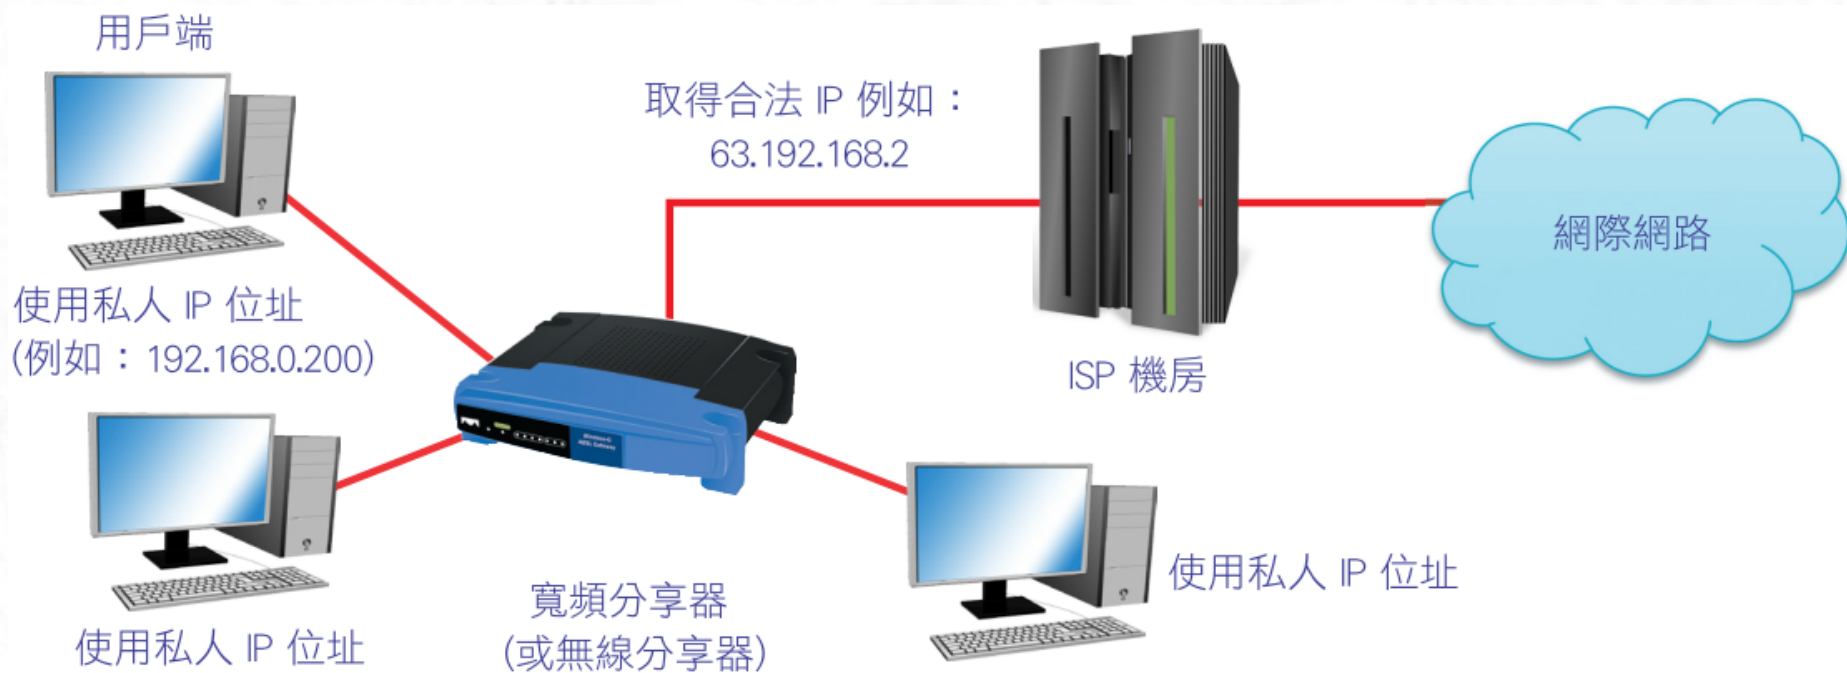 用戶端
取得合法 IP 例如：
63.192.168.2
網際網路
使用私人 IP 位址
(例如：192.168.0.200)
ISP 機房
使用私人 IP 位址
寬頻分享器
(或無線分享器)
使用私人 IP 位址